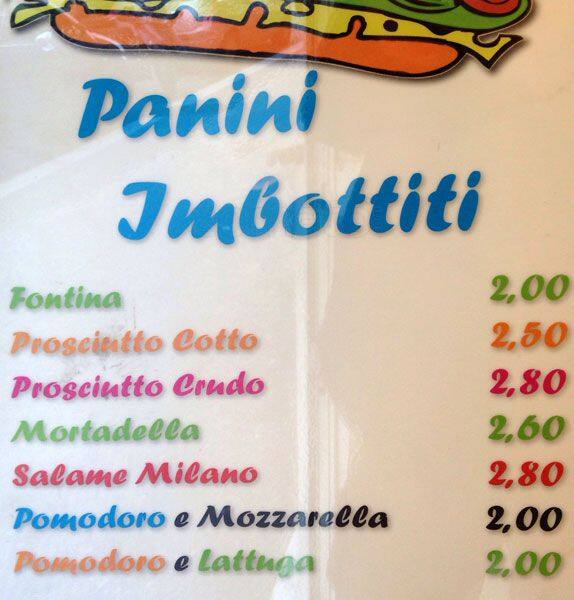 Panini
Imbottiti
Fontina 2,00
Prosciutto Cotto 2,50
Prosciutto Crudo 2,80
Mortadella 2,60
Salame Milano 2,80
Pomodoro e Mozzarella 2,00
Pomodoro e Lattuga 2,00